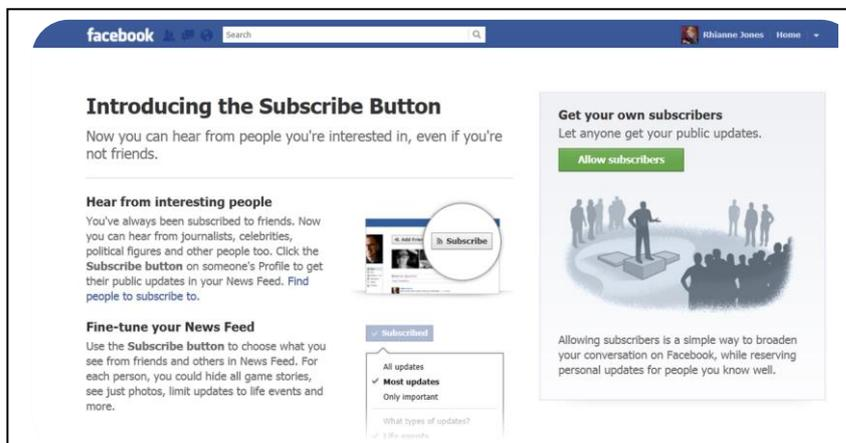 facebook
Search
Rhianne Jones Home
Introducing the Subscribe Button
Now you can hear from people you're interested in, even if you're
not friends.
Hear from interesting people
You've always been subscribed to friends. Now
you can hear from journalists, celebrities,
political figures and other people too. Click the
Subscribe button on someone's Profile to get
their public updates in your News Feed. Find
people to subscribe to.
Add Frie
Subscribe
Fine-tune your News Feed
Use the Subscribe button to choose what you
see from friends and others in News Feed. For
each person, you could hide all game stories,
see just photos, limit updates to life events and
more.
Subscribed
All updates
Most updates
Only important
What types of updates?
Life events
Get your own subscribers
Let anyone get your public updates.
Allow subscribers
Allowing subscribers is a simple way to broaden
your conversation on Facebook, while reserving
personal updates for people you know well.